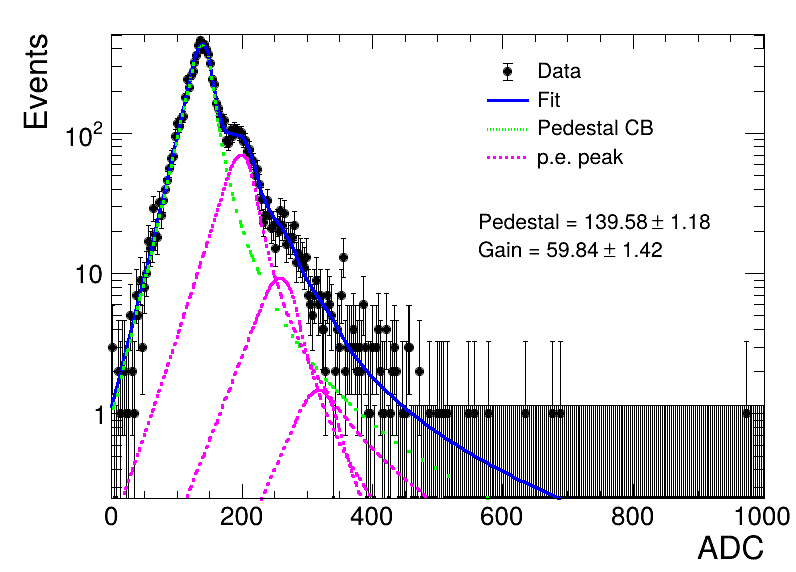 Events
Data
Fit
Pedestal CB
p.e. peak
Pedestal = 139.58 ± 1.18
Gain = 59.84 ± 1.42
10²
10
1
0 200 400 600 800 1000
ADC